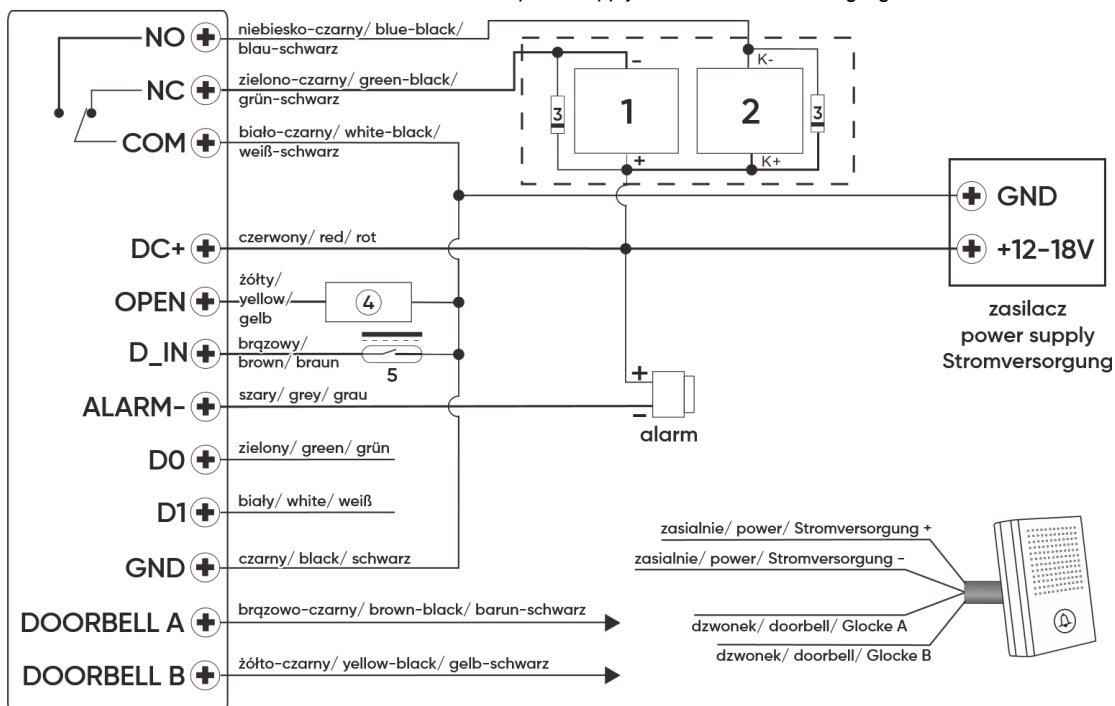 NO
niebiesko-czarny/ blue-black/
blau-schwarz
NC
zielono-czarny/ green-black/
grün-schwarz
COM
biało-czarny/ white-black/
weiß-schwarz
3
-
1
+
K-
2
K+
3
GND
+12-18V
zasilacz
power supply
Stromversorgung
DC+
czerwony/ red/ rot
OPEN
żółty/
yellow/
gelb
4
D_IN
brązowy/
brown/ braun
5
ALARM-
szary/ grey/ grau
+
-
alarm
D0
zielony/ green/ grün
D1
biały/ white/ weiß
GND
czarny/ black/ schwarz
DOORBELL A
brązowo-czarny/ brown-black/ barun-schwarz
DOORBELL B
żółto-czarny/ yellow-black/ gelb-schwarz
zasialnie/ power/ Stromversorgung +
zasialnie/ power/ Stromversorgung -
dzwonek/ doorbell/ Glocke A
dzwonek/ doorbell/ Glocke B